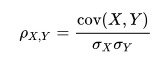 ρX,Y = cov(X, Y) / σXσY